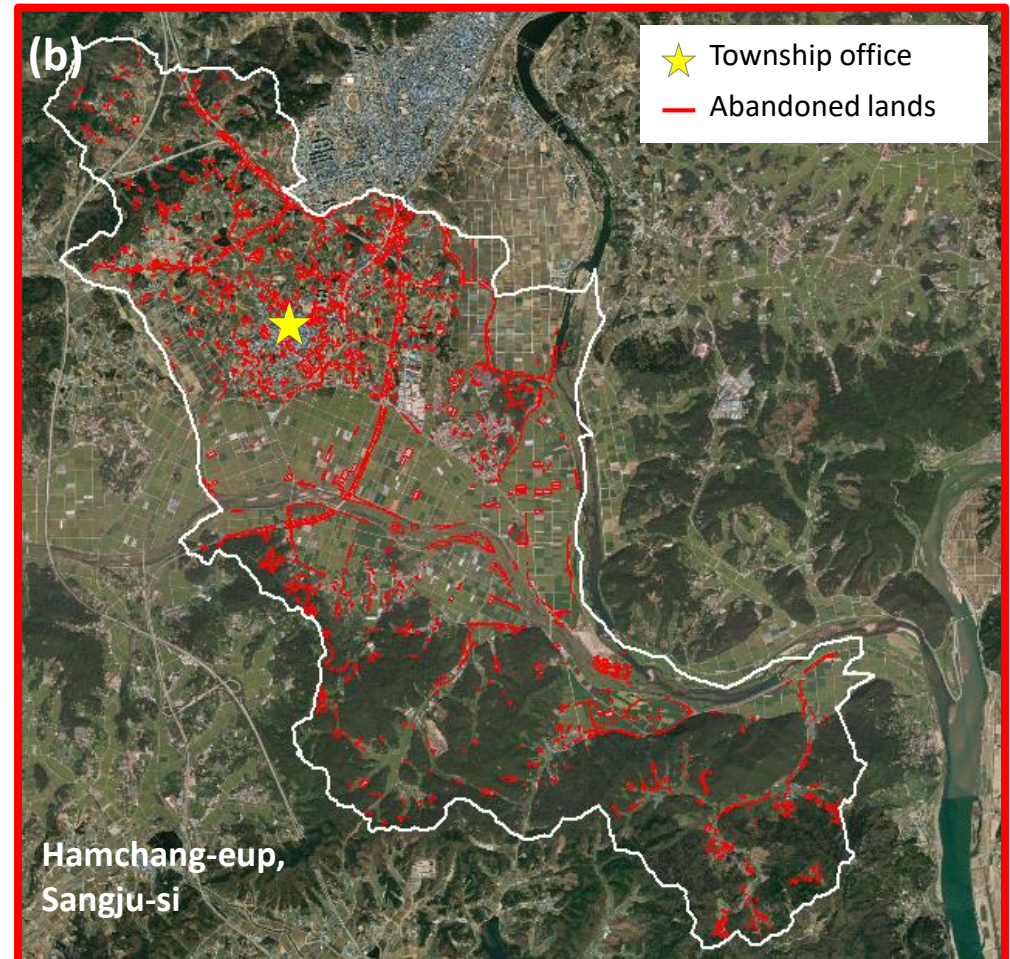 (b)
Township office
Abandoned lands
Hamchang-eup,
Sangju-si